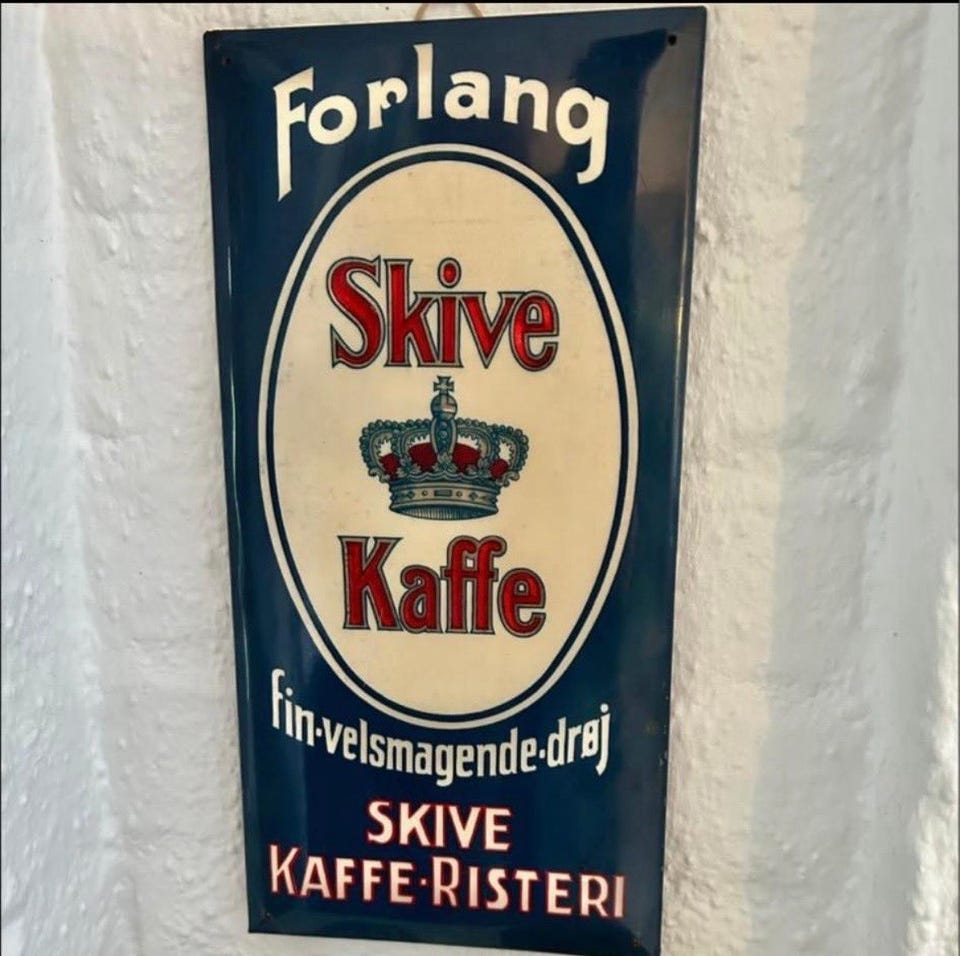 Forlang
Skive
Kaffe
fin·velsmagende·drøj
SKIVE
KAFFE·RISTERI